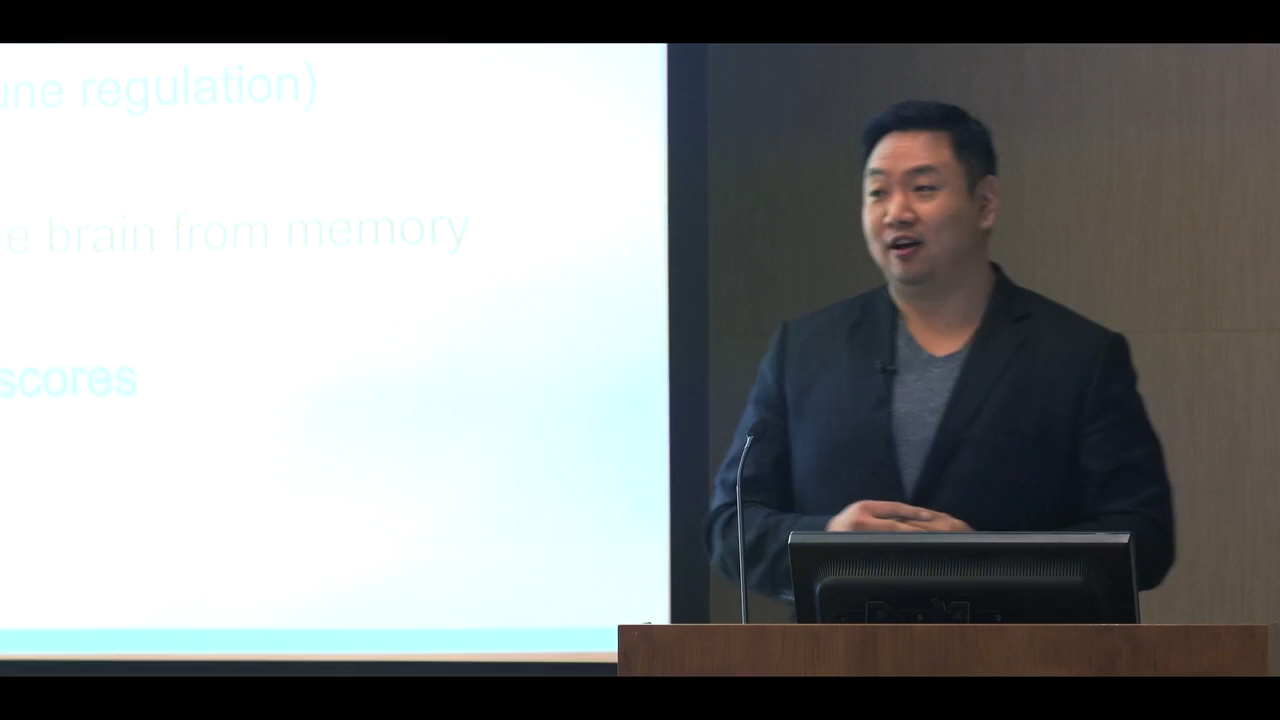 une regulation)
e brain from memory
scores